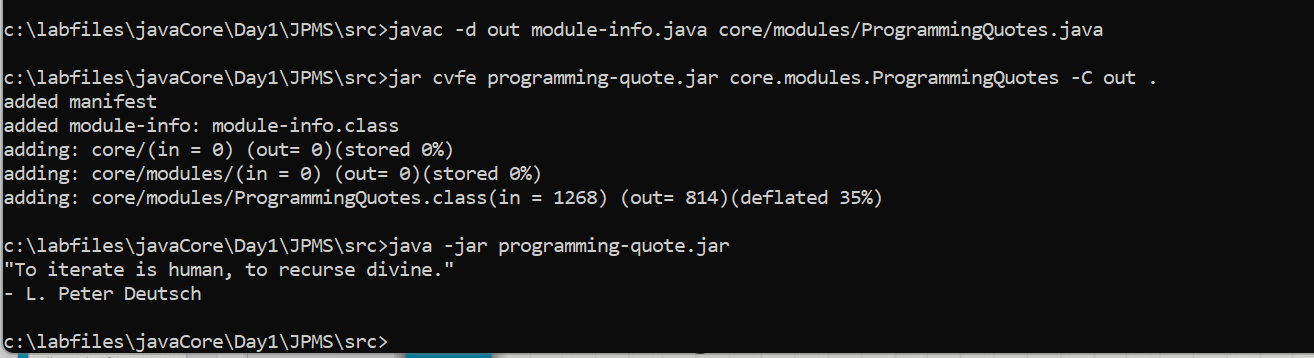 c:\labfiles\javaCore\Day1\JPMS\src>javac -d out module-info.java core/modules/ProgrammingQuotes.java
c:\labfiles\javaCore\Day1\JPMS\src>jar cvfe programming-quote.jar core.modules.ProgrammingQuotes -C out .
added manifest
added module-info: module-info.class
adding: core/(in = 0) (out= 0)(stored 0%)
adding: core/modules/(in = 0) (out= 0)(stored 0%)
adding: core/modules/ProgrammingQuotes.class(in = 1268) (out= 814)(deflated 35%)
c:\labfiles\javaCore\Day1\JPMS\src>java -jar programming-quote.jar
"To iterate is human, to recurse divine."
- L. Peter Deutsch
c:\labfiles\javaCore\Day1\JPMS\src>